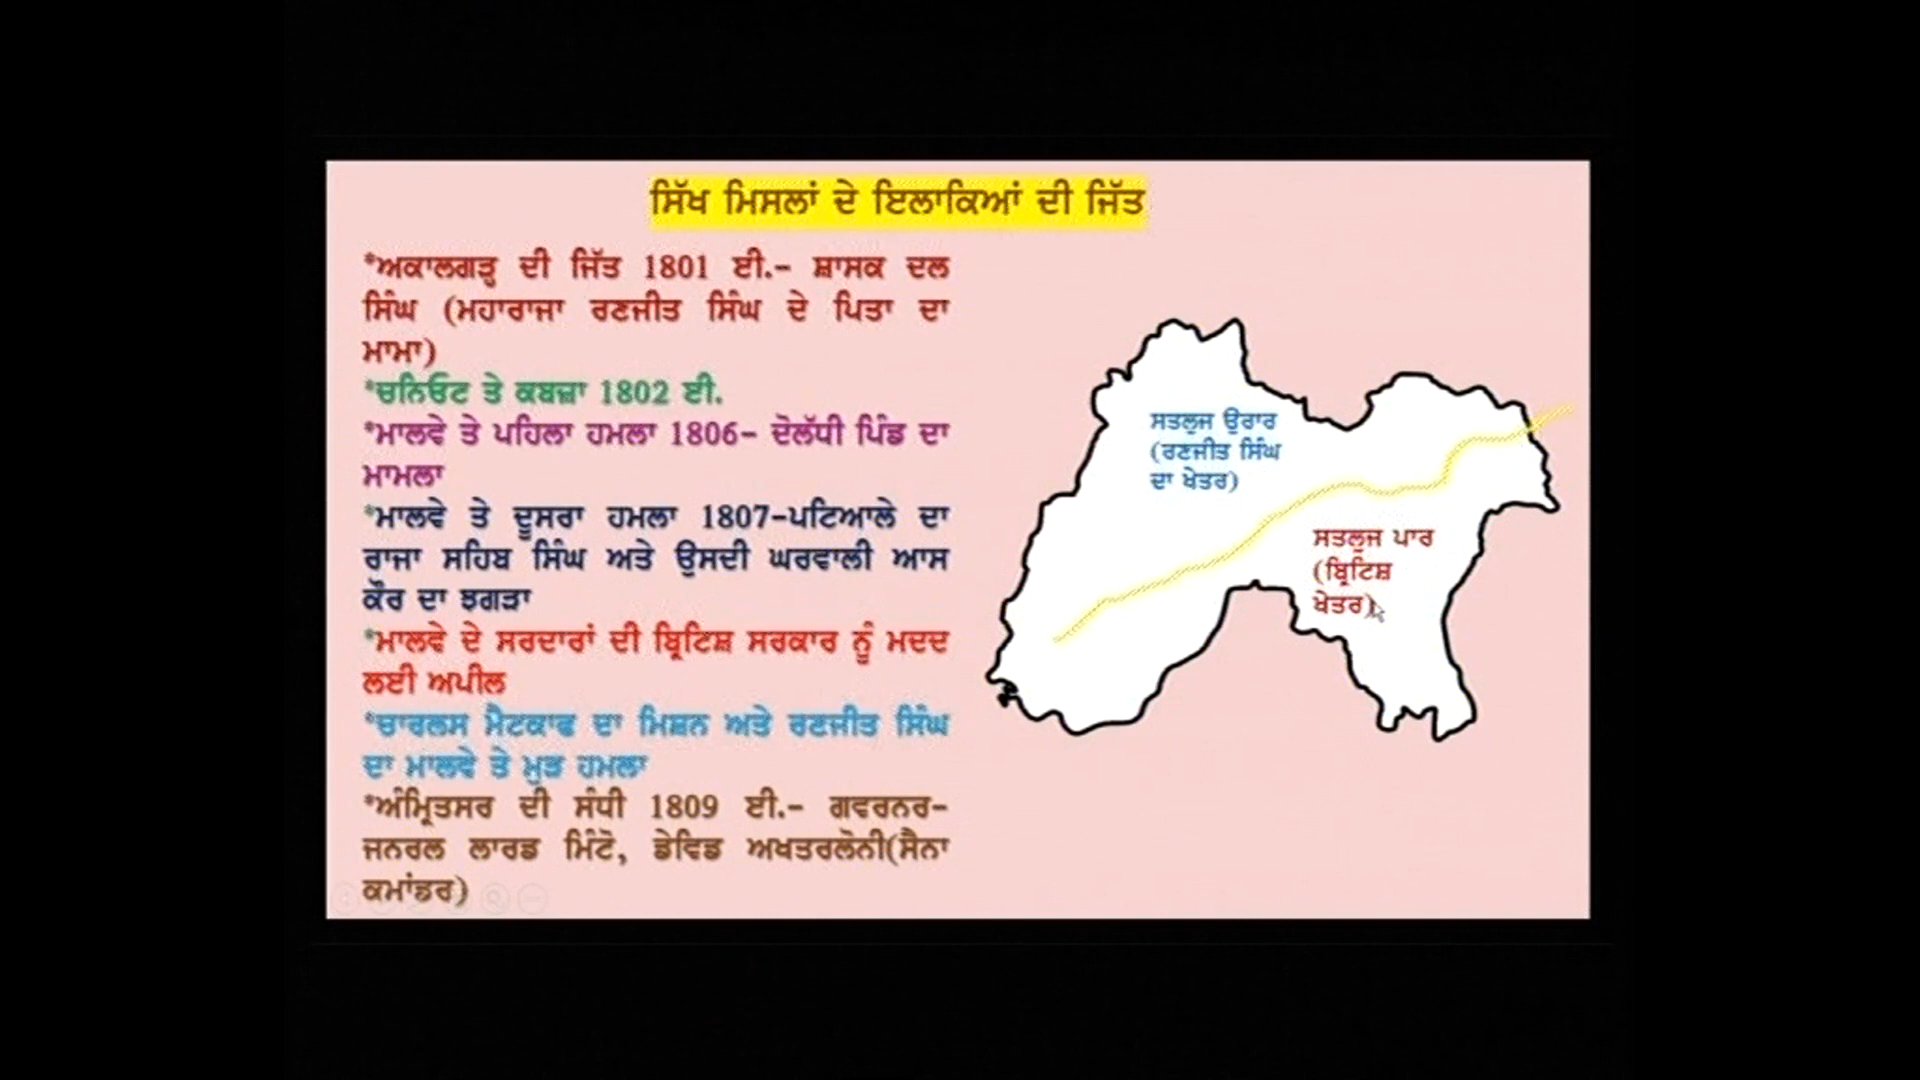 ਸਿੱਖ ਮਿਸਲਾਂ ਦੇ ਇਲਾਕਿਆਂ ਦੀ ਜਿੱਤ
*ਅਕਾਲਗੜ੍ਹ ਦੀ ਜਿੱਤ 1801 ਈ.- ਸ਼ਾਸਕ ਦਲ
ਸਿੰਘ (ਮਹਾਰਾਜਾ ਰਣਜੀਤ ਸਿੰਘ ਦੇ ਪਿਤਾ ਦਾ
ਮਾਮਾ)
*ਚਨਿਓਟ ਤੇ ਕਬਜ਼ਾ 1802 ਈ.
*ਮਾਲਵੇ ਤੇ ਪਹਿਲਾ ਹਮਲਾ 1806- ਦੋਲੱਧੀ ਪਿੰਡ ਦਾ
ਮਾਮਲਾ
*ਮਾਲਵੇ ਤੇ ਦੂਸਰਾ ਹਮਲਾ 1807-ਪਟਿਆਲੇ ਦਾ
ਰਾਜਾ ਸਹਿਬ ਸਿੰਘ ਅਤੇ ਉਸਦੀ ਘਰਵਾਲੀ ਆਸ
ਕੌਰ ਦਾ ਝਗੜਾ
*ਮਾਲਵੇ ਦੇ ਸਰਦਾਰਾਂ ਦੀ ਬ੍ਰਿਟਿਸ਼ ਸਰਕਾਰ ਨੂੰ ਮਦਦ
ਲਈ ਅਪੀਲ
*ਚਾਰਲਸ ਮੈਟਕਾਫ ਦਾ ਮਿਸ਼ਨ ਅਤੇ ਰਣਜੀਤ ਸਿੰਘ
ਦਾ ਮਾਲਵੇ ਤੇ ਮੁੜ ਹਮਲਾ
*ਅੰਮ੍ਰਿਤਸਰ ਦੀ ਸੰਧੀ 1809 ਈ.- ਗਵਰਨਰ-
ਜਨਰਲ ਲਾਰਡ ਮਿੰਟੋ, ਡੇਵਿਡ ਅਖਤਰਲੋਨੀ(ਸੈਨਾ
ਕਮਾਂਡਰ)
ਸਤਲੁਜ ਉਰਾਰ
(ਰਣਜੀਤ ਸਿੰਘ
ਦਾ ਖੇਤਰ)
ਸਤਲੁਜ ਪਾਰ
(ਬ੍ਰਿਟਿਸ਼
ਖੇਤਰ)